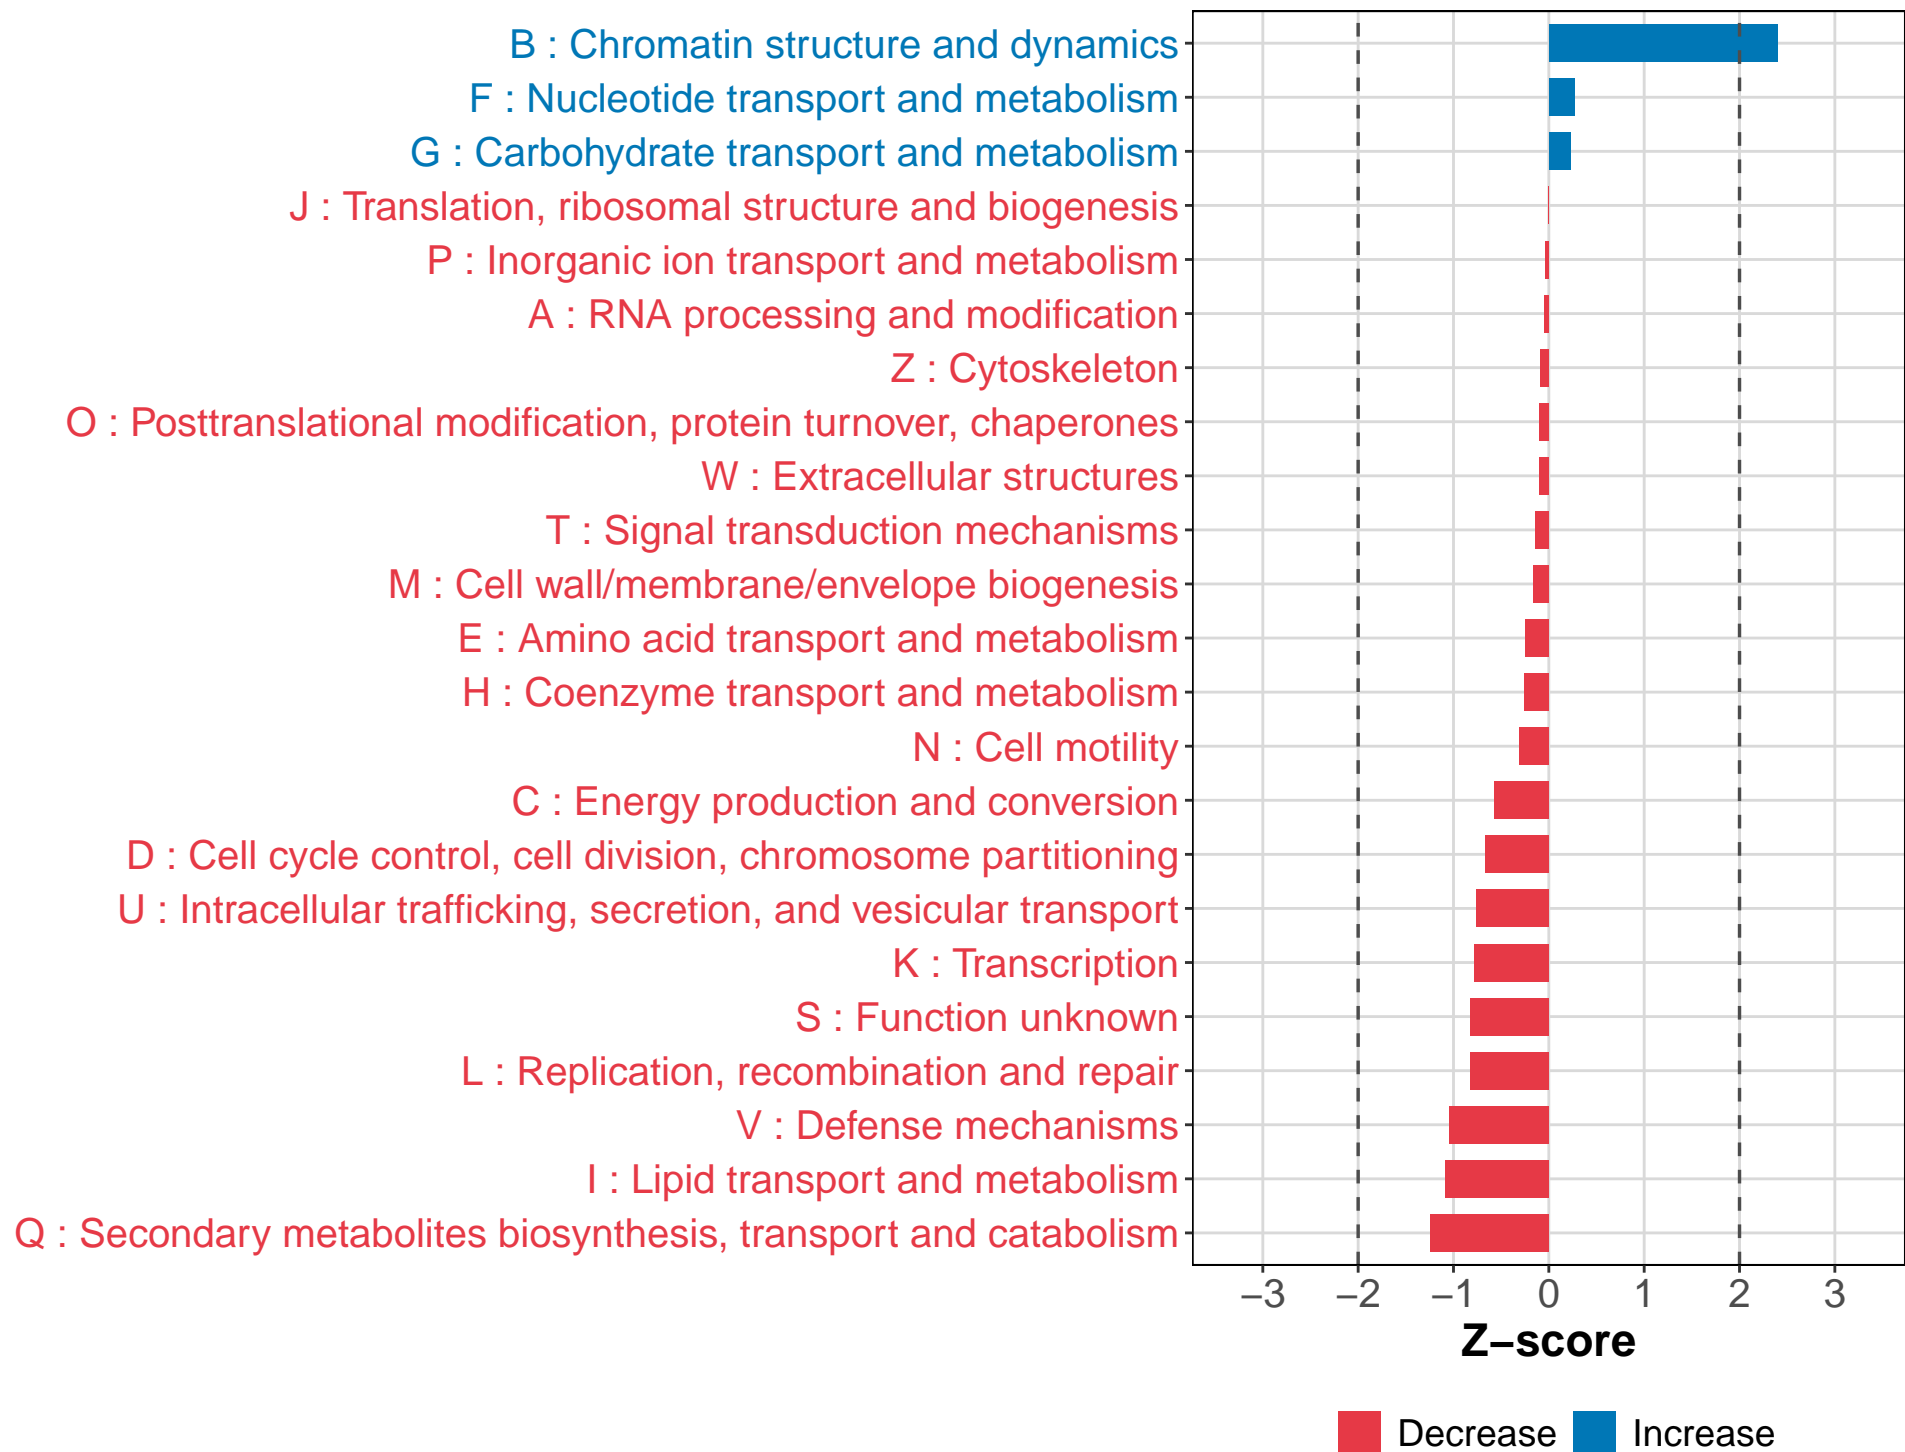 B : Chromatin structure and dynamics
F : Nucleotide transport and metabolism
G : Carbohydrate transport and metabolism
J : Translation, ribosomal structure and biogenesis
P : Inorganic ion transport and metabolism
A : RNA processing and modification
Z : Cytoskeleton
O : Posttranslational modification, protein turnover, chaperones
W : Extracellular structures
T : Signal transduction mechanisms
M : Cell wall/membrane/envelope biogenesis
E : Amino acid transport and metabolism
H : Coenzyme transport and metabolism
N : Cell motility
C : Energy production and conversion
D : Cell cycle control, cell division, chromosome partitioning
U : Intracellular trafficking, secretion, and vesicular transport
K : Transcription
S : Function unknown
L : Replication, recombination and repair
V : Defense mechanisms
I : Lipid transport and metabolism
Q : Secondary metabolites biosynthesis, transport and catabolism
−3 −2 −1 0 1 2 3
Z−score
Decrease Increase